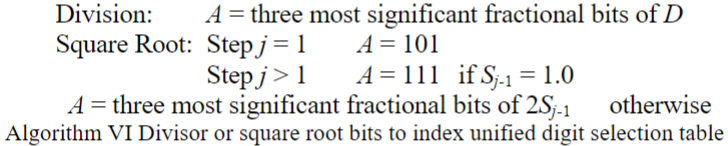 Division: A = three most significant fractional bits of D
Square Root: Step j = 1 A = 101
Step j > 1 A = 111 if Sj-1 = 1.0
A = three most significant fractional bits of 2Sj-1 otherwise
Algorithm VI Divisor or square root bits to index unified digit selection table